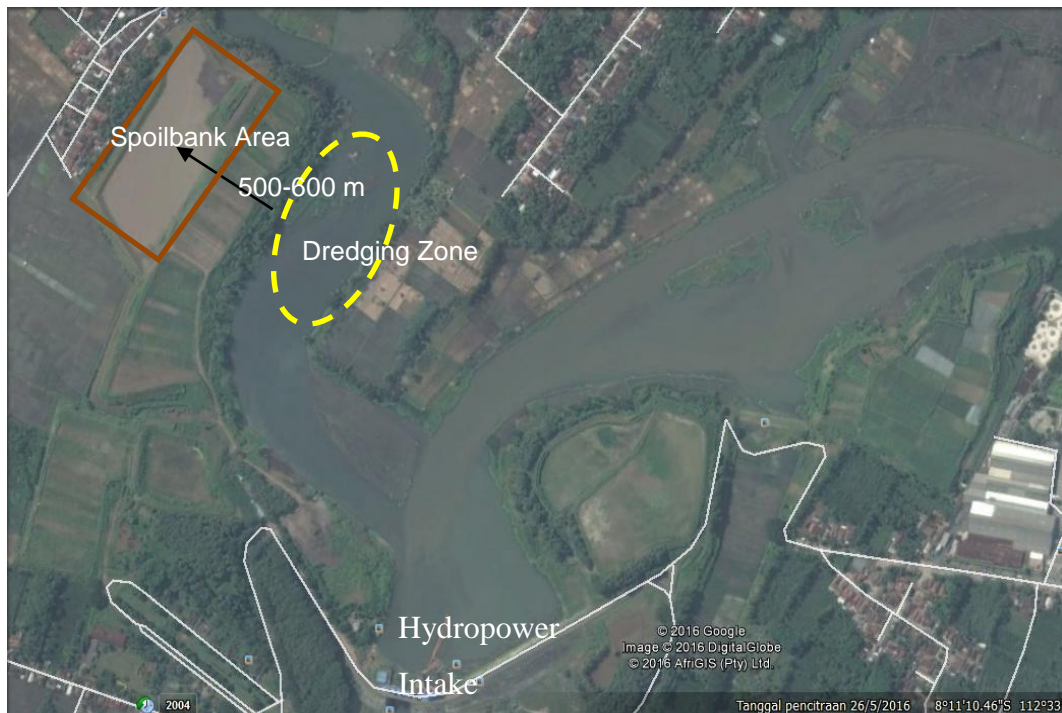 Spoilbank Area
500-600 m
Dredging Zone
Hydropower
Intake
© 2016 Google
Image © 2016 DigitalGlobe
© 2016 AfriGIS (Pty) Ltd.
2004
Tanggal pencitraan 26/5/2016 8°11'10.46"S 112°33